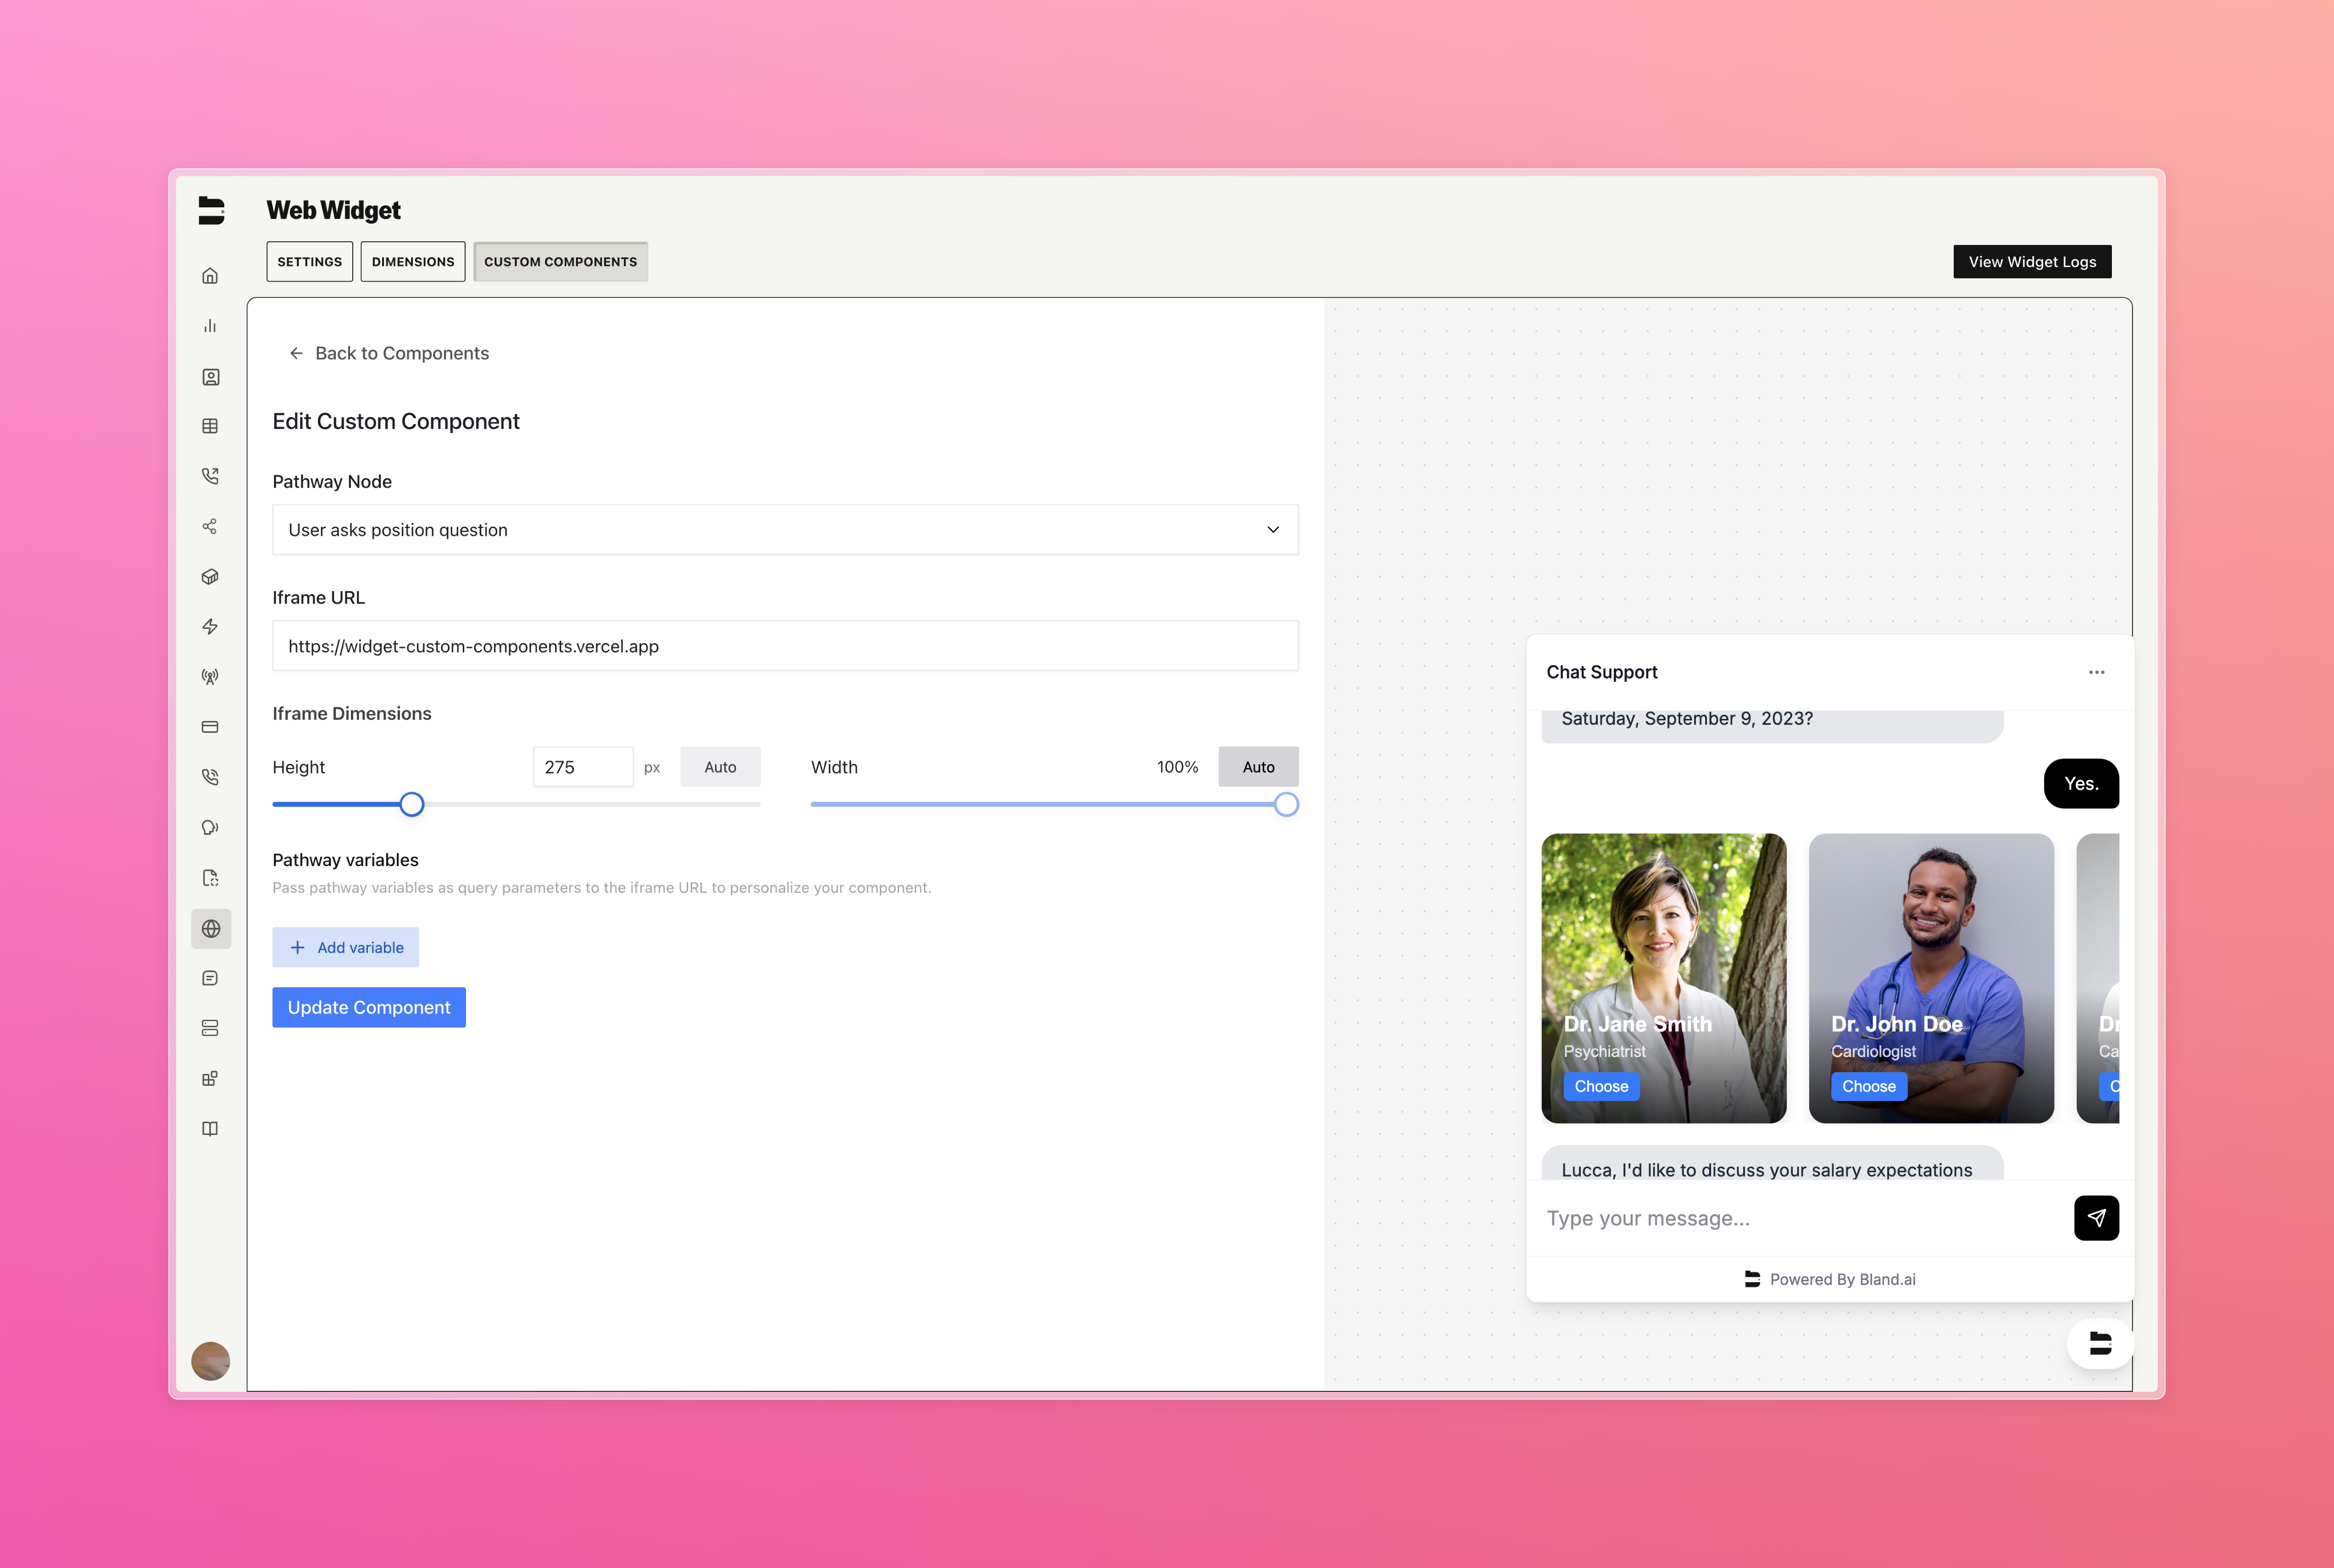 Web Widget
SETTINGS
DIMENSIONS
CUSTOM COMPONENTS
View Widget Logs
Back to Components
Edit Custom Component
Pathway Node
User asks position question
Iframe URL
https://widget-custom-components.vercel.app
Iframe Dimensions
Height
275
px
Auto
Width
100%
Auto
Pathway variables
Pass pathway variables as query parameters to the iframe URL to personalize your component.
Add variable
Update Component
Chat Support
Saturday, September 9, 2023?
Yes.
Dr. Jane Smith
Psychiatrist
Choose
Dr. John Doe
Cardiologist
Choose
Dr
Ca
C
Lucca, I'd like to discuss your salary expectations
Type your message...
Powered By Bland.ai